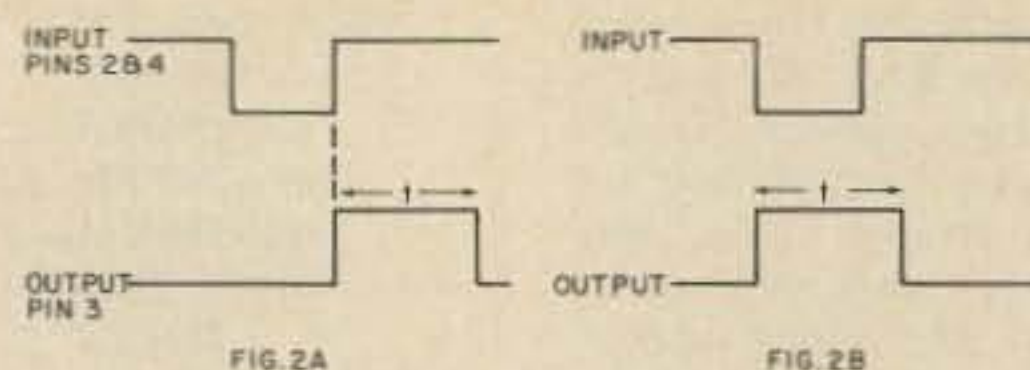 INPUT
PINS 2&4
t
OUTPUT
PIN 3
FIG. 2A
INPUT
t
OUTPUT
FIG. 2B